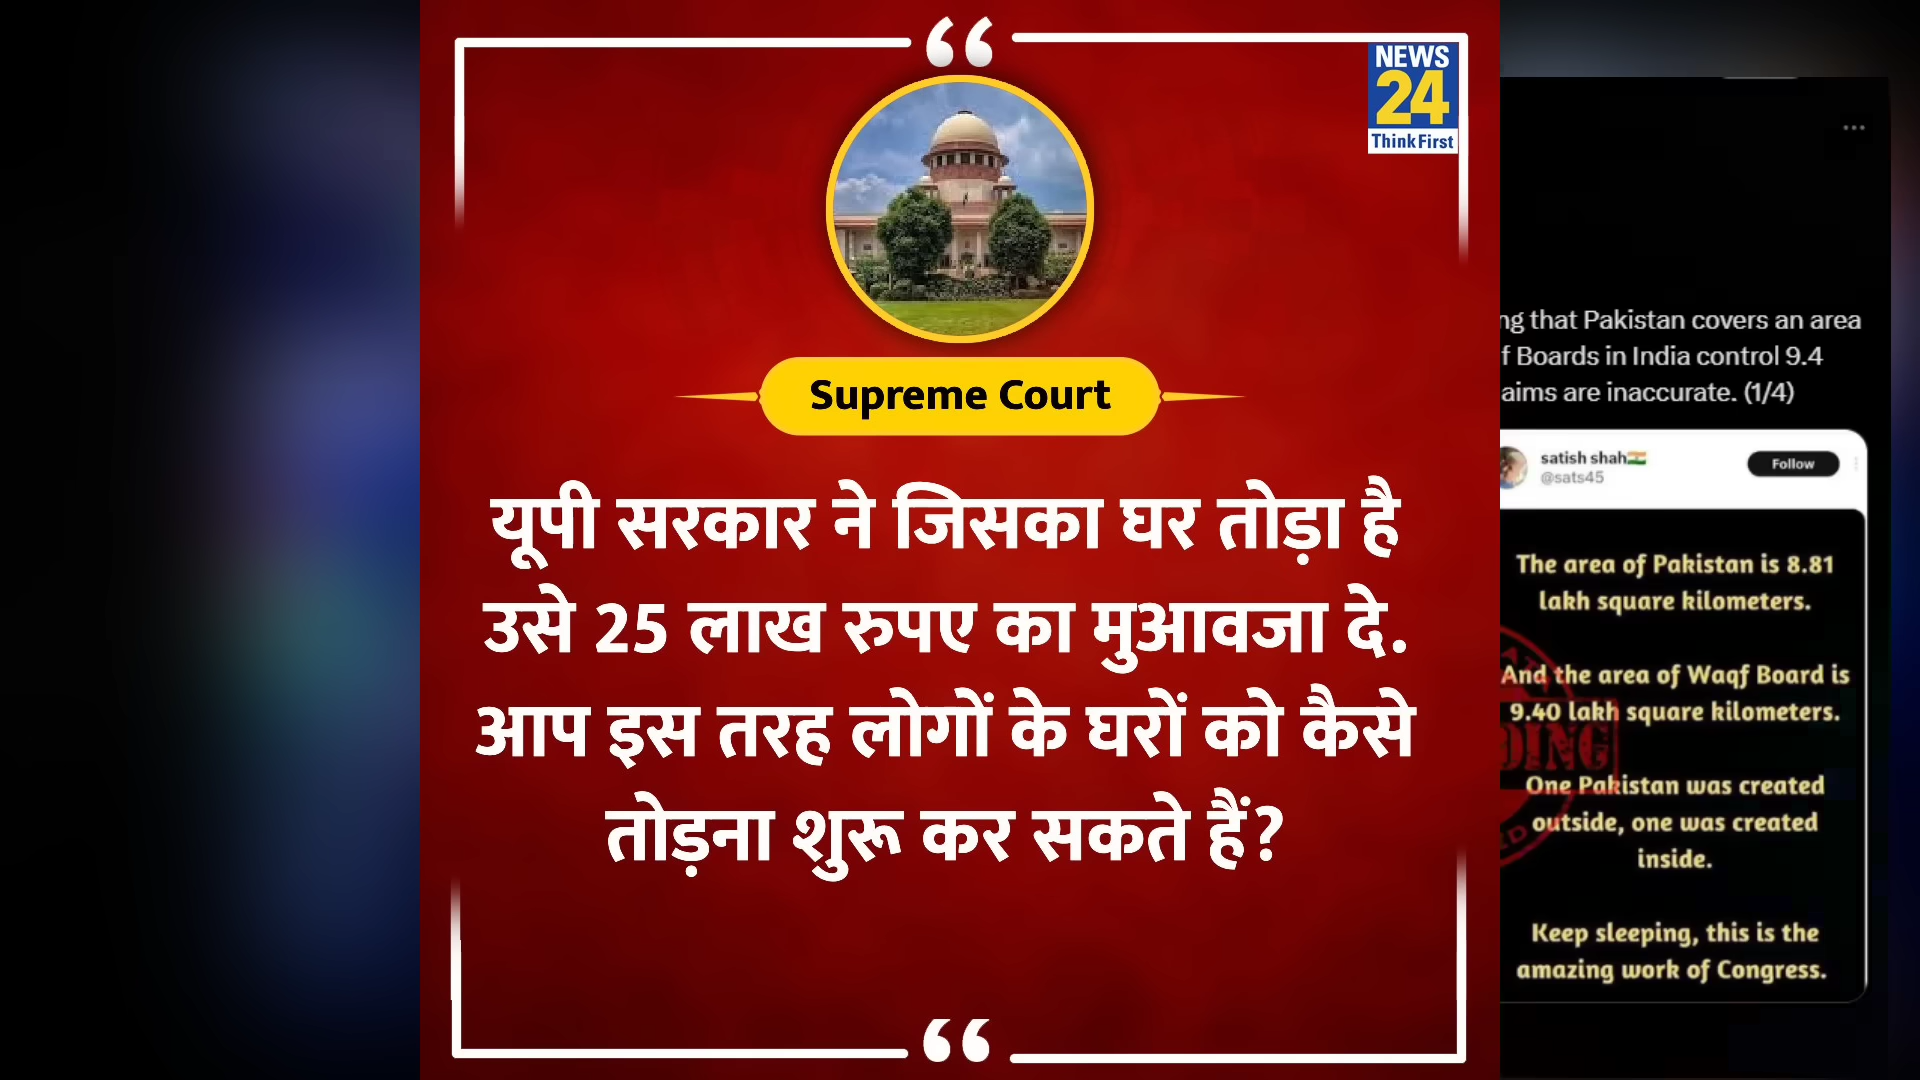 NEWS
24
Think First
Supreme Court
यूपी सरकार ने जिसका घर तोड़ा है
उसे 25 लाख रुपए का मुआवजा दे.
आप इस तरह लोगों के घरों को कैसे
तोड़ना शुरू कर सकते हैं?
that Pakistan covers an area
Boards in India control 9.4
are inaccurate. (1/4)
satish shah🇮🇳
@sats45
Follow
The area of Pakistan is 8.81
lakh square kilometers.
And the area of Waqf Board is
9.40 lakh square kilometers.
One Pakistan was created
outside, one was created
inside.
Keep sleeping, this is the
amazing work of Congress.